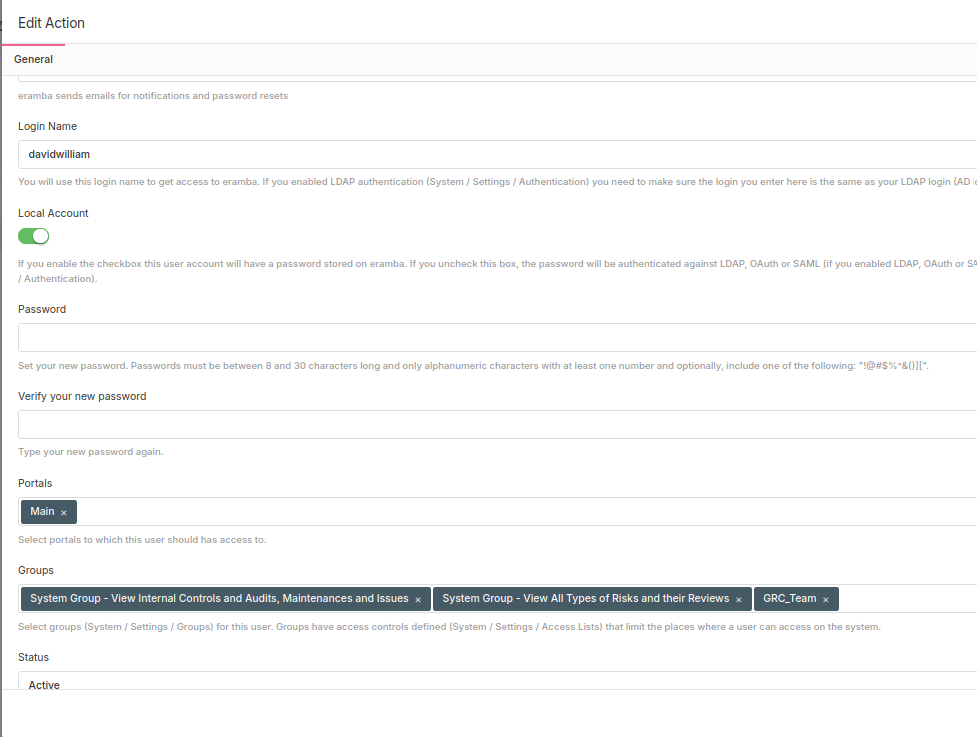 Edit Action
General
eramba sends emails for notifications and password resets
Login Name
davidwilliam
You will use this login name to get access to eramba. If you enabled LDAP authentication (System / Settings / Authentication) you need to make sure the login you enter here is the same as your LDAP login (AD
Local Account
If you enable the checkbox this user account will have a password stored on eramba. If you uncheck this box, the password will be authenticated against LDAP, OAuth or SAML (if you enabled LDAP, OAuth or
/ Authentication).
Password
Set your new password. Passwords must be between 8 and 30 characters long and only alphanumeric characters with at least one number and optionally, include one of the following: "!@#$%^&()][".
Verify your new password
Type your new password again.
Portals
Main ×
Select portals to which this user should has access to.
Groups
System Group - View Internal Controls and Audits, Maintenances and Issues × System Group - View All Types of Risks and their Reviews × GRC_Team ×
Select groups (System / Settings / Groups) for this user. Groups have access controls defined (System / Settings / Access Lists) that limit the places where a user can access on the system.
Status
Active